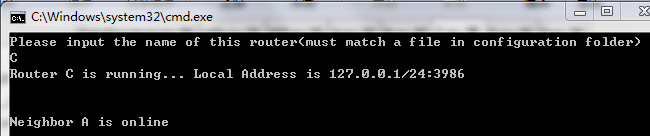 C:\Windows\system32\cmd.exe
Please input the name of this router(must match a file in configuration folder)
C
Router C is running... Local Address is 127.0.0.1/24:3986
Neighbor A is online